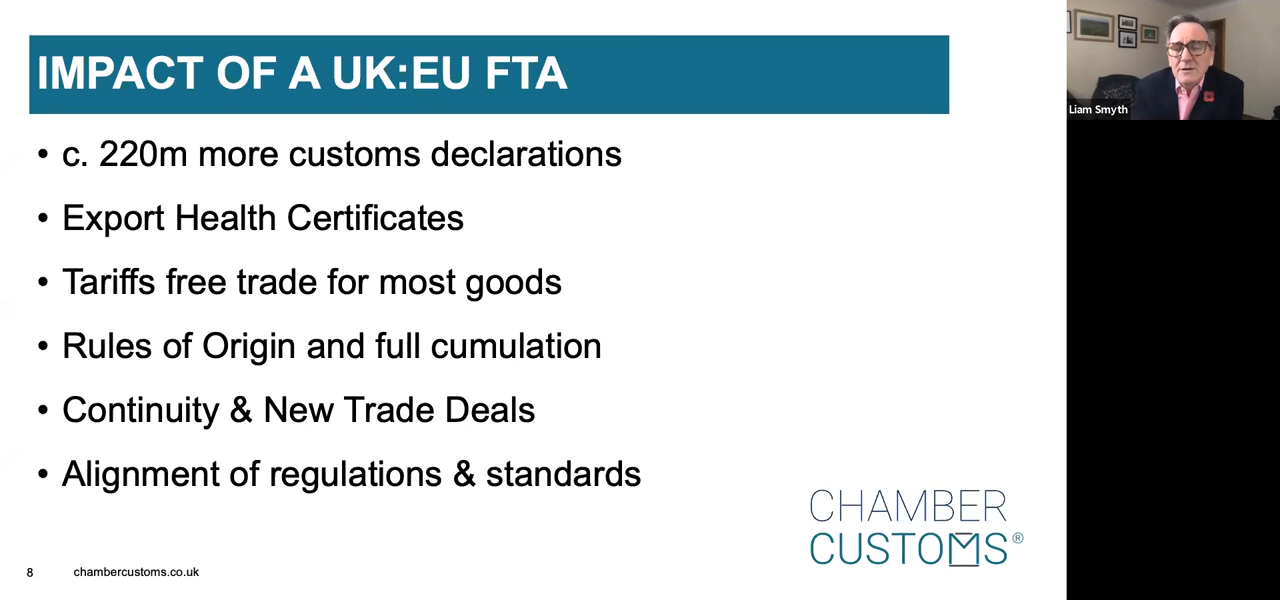 IMPACT OF A UK:EU FTA
• c. 220m more customs declarations
• Export Health Certificates
• Tariffs free trade for most goods
• Rules of Origin and full cumulation
• Continuity & New Trade Deals
• Alignment of regulations & standards
CHAMBER
CUSTOMS®
8 chambercustoms.co.uk
Liam Smyth